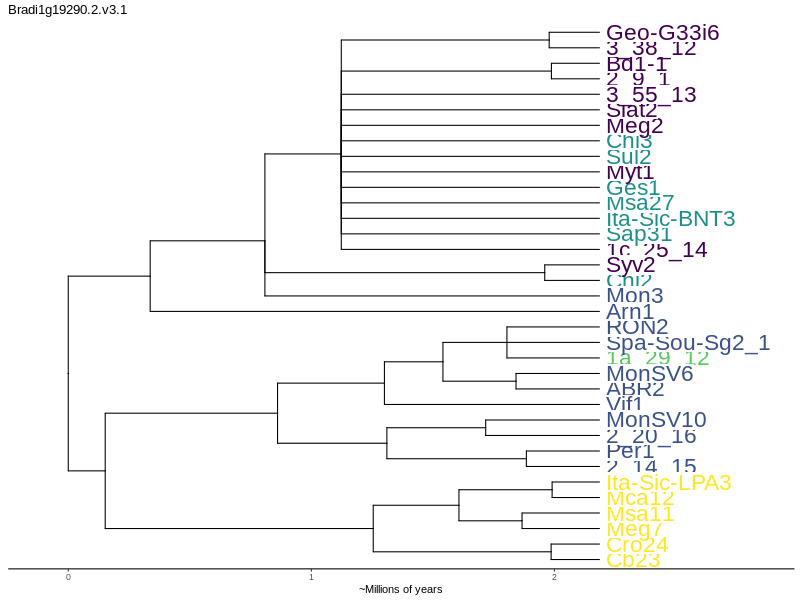 Bradi1g19290.2.v3.1
Geo-G33i6
3_38_12
Bd1-1
2_9_1
3_55_13
Slat2
Meg2
Chi3
Sul2
Myt1
Ges1
Msa27
Ita-Sic-BNT3
Sap31
1c_25_14
Syv2
Chi2
Mon3
Arn1
RON2
Spa-Sou-Sg2_1
1a_29_12
MonSV6
ABR2
Vif1
MonSV10
2_20_16
Per1
2_14_15
Ita-Sic-LPA3
Mca12
Msa11
Meg7
Cro24
Cb23
0 1 2
~Millions of years